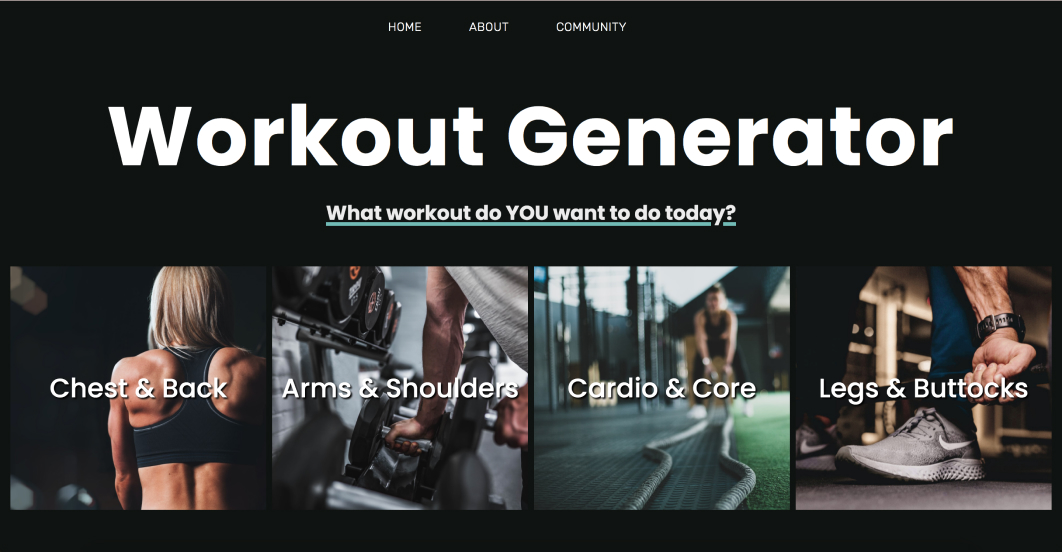 HOME ABOUT COMMUNITY
Workout Generator
What workout do YOU want to do today?
Chest & Back Arms & Shoulders Cardio & Core Legs & Buttocks